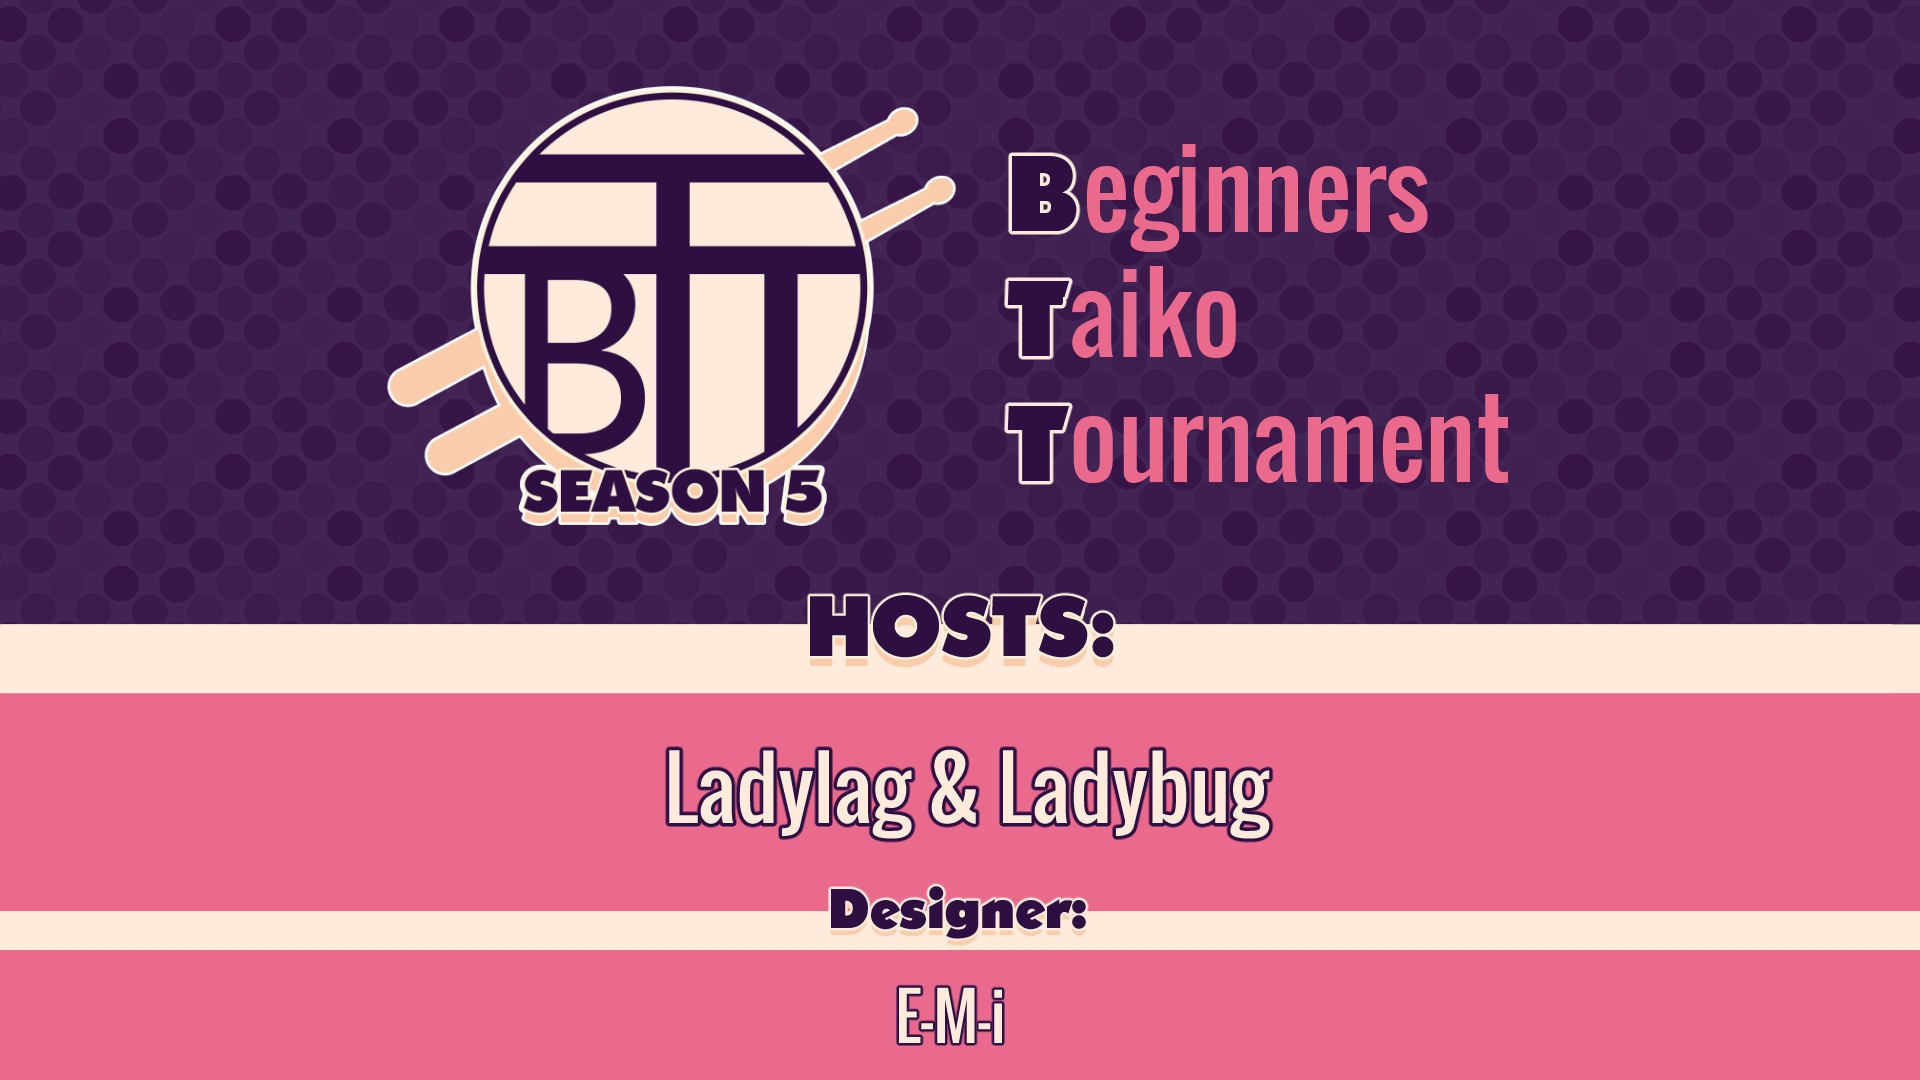 BTT
SEASON 5
Beginners
Taiko
Tournament
HOSTS:
Ladylag & Ladybug
Designer:
E-M-i